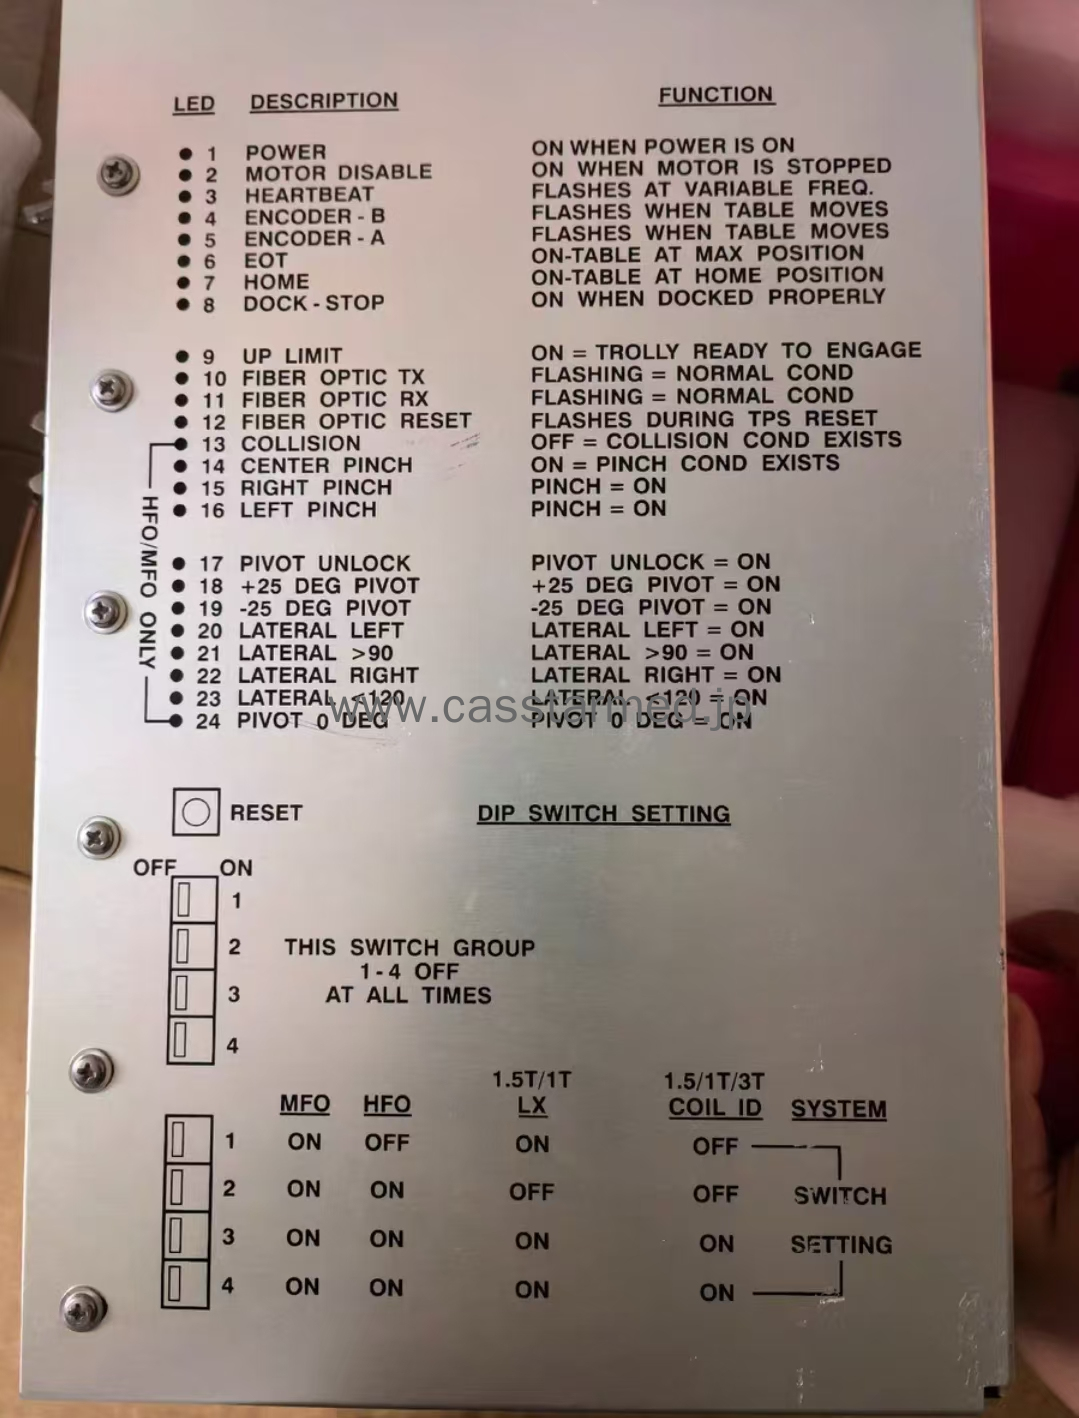 LED DESCRIPTION FUNCTION
1 POWER ON WHEN POWER IS ON
2 MOTOR DISABLE ON WHEN MOTOR IS STOPPED
3 HEARTBEAT FLASHES AT VARIABLE FREQ.
4 ENCODER - B FLASHES WHEN TABLE MOVES
5 ENCODER - A FLASHES WHEN TABLE MOVES
6 EOT ON-TABLE AT MAX POSITION
7 HOME ON-TABLE AT HOME POSITION
8 DOCK - STOP ON WHEN DOCKED PROPERLY
9 UP LIMIT ON = TROLLY READY TO ENGAGE
10 FIBER OPTIC TX FLASHING = NORMAL COND
11 FIBER OPTIC RX FLASHING = NORMAL COND
12 FIBER OPTIC RESET FLASHES DURING TPS RESET
13 COLLISION OFF = COLLISION COND EXISTS
14 CENTER PINCH ON = PINCH COND EXISTS
15 RIGHT PINCH PINCH = ON
16 LEFT PINCH PINCH = ON
HFO/MFO ONLY
17 PIVOT UNLOCK PIVOT UNLOCK = ON
18 +25 DEG PIVOT +25 DEG PIVOT = ON
19 -25 DEG PIVOT -25 DEG PIVOT = ON
20 LATERAL LEFT LATERAL LEFT = ON
21 LATERAL >90 LATERAL >90 = ON
22 LATERAL RIGHT LATERAL RIGHT = ON
23 LATERAL <120 LATERAL <120 = ON
www.casstarmed.jp
24 PIVOT 0 DEG PIVOT 0 DEG = ON
RESET DIP SWITCH SETTING
OFF ON
1
2 THIS SWITCH GROUP
1 - 4 OFF
3 AT ALL TIMES
4
1.5T/1T 1.5/1T/3T
MFO HFO LX COIL ID SYSTEM
1 ON OFF ON OFF
2 ON ON OFF OFF SWITCH
3 ON ON ON ON SETTING
4 ON ON ON ON